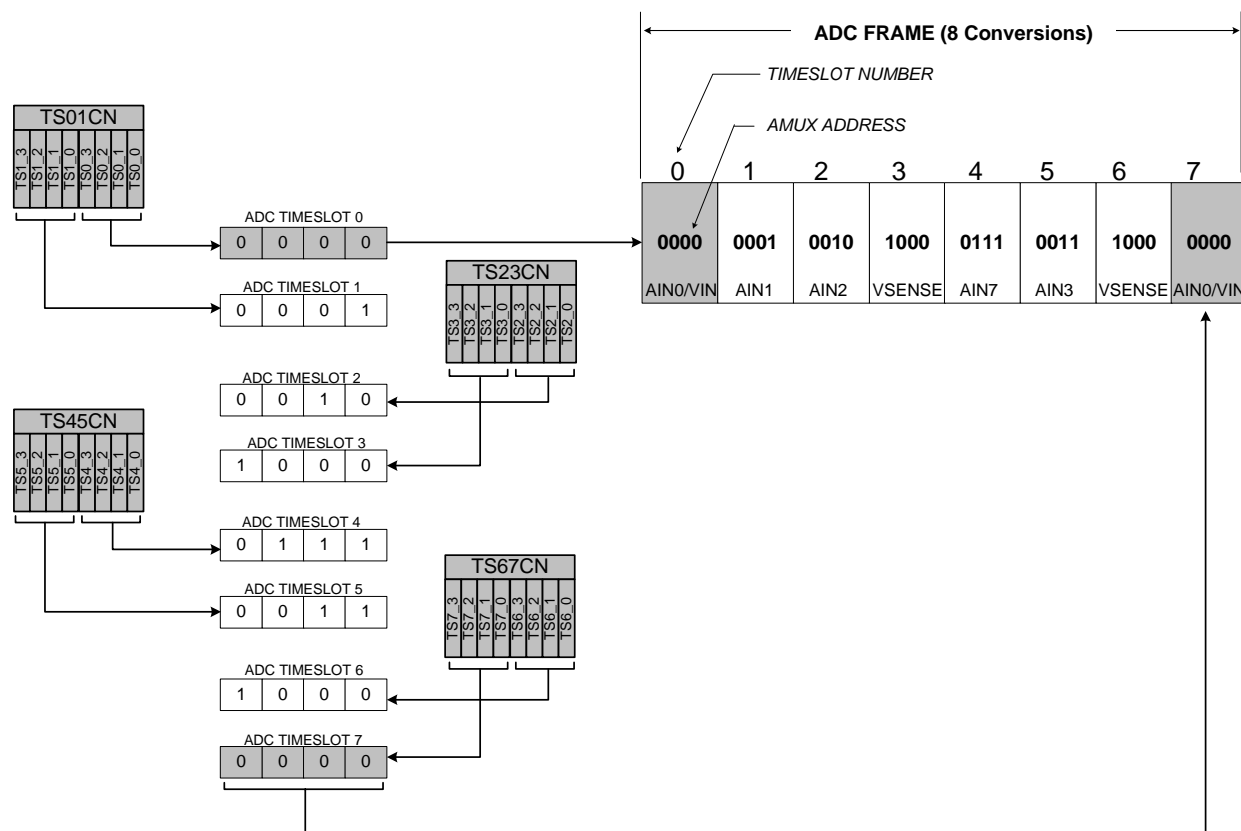 ADC FRAME (8 Conversions)
TIMESLOT NUMBER
AMUX ADDRESS
0 1 2 3 4 5 6 7
0000 0001 0010 1000 0111 0011 1000 0000
AIN0/VIN AIN1 AIN2 VSENSE AIN7 AIN3 VSENSE AIN0/VIN
TS01CN
TS1_3 TS1_2 TS1_1 TS1_0 TS0_3 TS0_2 TS0_1 TS0_0
ADC TIMESLOT 0
0 0 0 0
ADC TIMESLOT 1
0 0 0 1
TS23CN
TS3_3 TS3_2 TS3_1 TS3_0 TS2_3 TS2_2 TS2_1 TS2_0
ADC TIMESLOT 2
0 0 1 0
ADC TIMESLOT 3
1 0 0 0
TS45CN
TS5_3 TS5_2 TS5_1 TS5_0 TS4_3 TS4_2 TS4_1 TS4_0
ADC TIMESLOT 4
0 1 1 1
ADC TIMESLOT 5
0 0 1 1
TS67CN
TS7_3 TS7_2 TS7_1 TS7_0 TS6_3 TS6_2 TS6_1 TS6_0
ADC TIMESLOT 6
1 0 0 0
ADC TIMESLOT 7
0 0 0 0